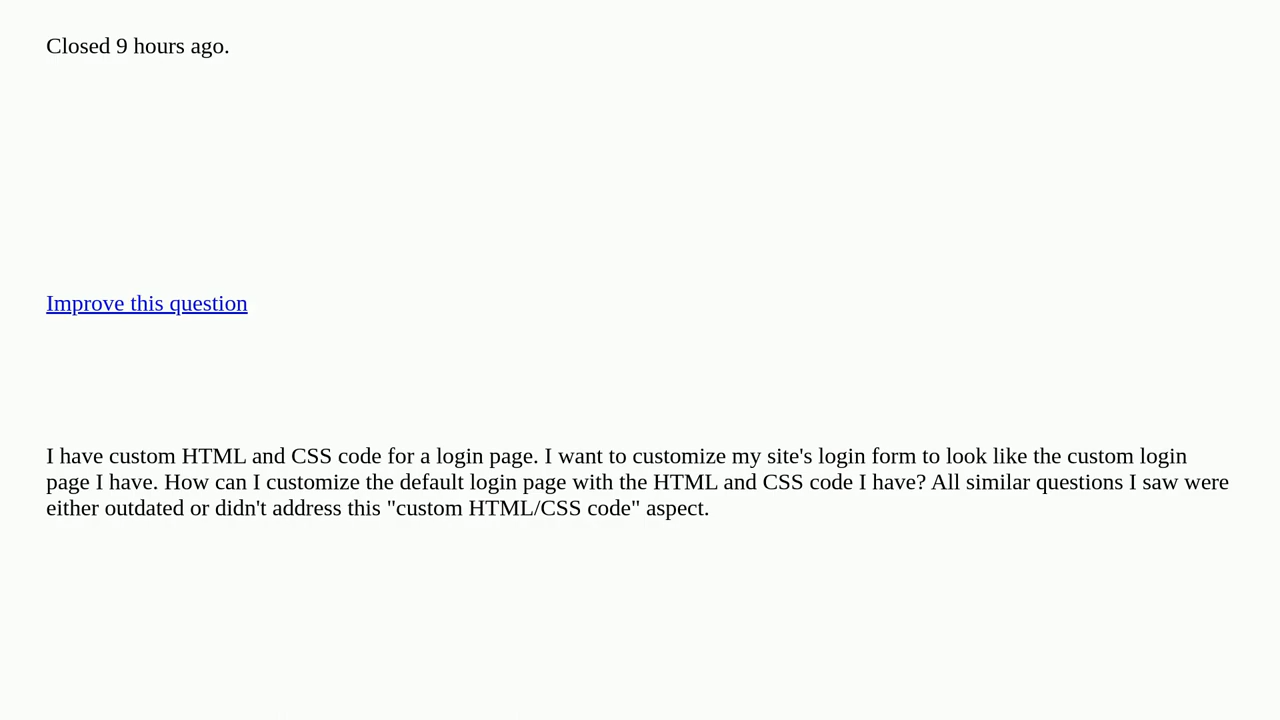 Closed 9 hours ago.
Improve this question
I have custom HTML and CSS code for a login page. I want to customize my site's login form to look like the custom login
page I have. How can I customize the default login page with the HTML and CSS code I have? All similar questions I saw were
either outdated or didn't address this "custom HTML/CSS code" aspect.